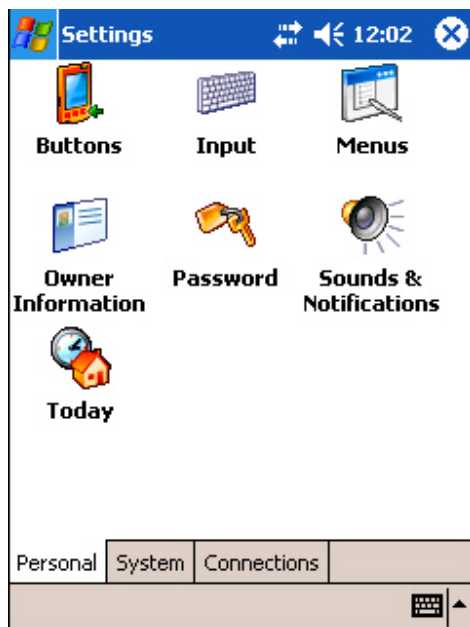 Settings 12:02
Buttons Input Menus
Owner Information Password Sounds & Notifications
Today
Personal System Connections